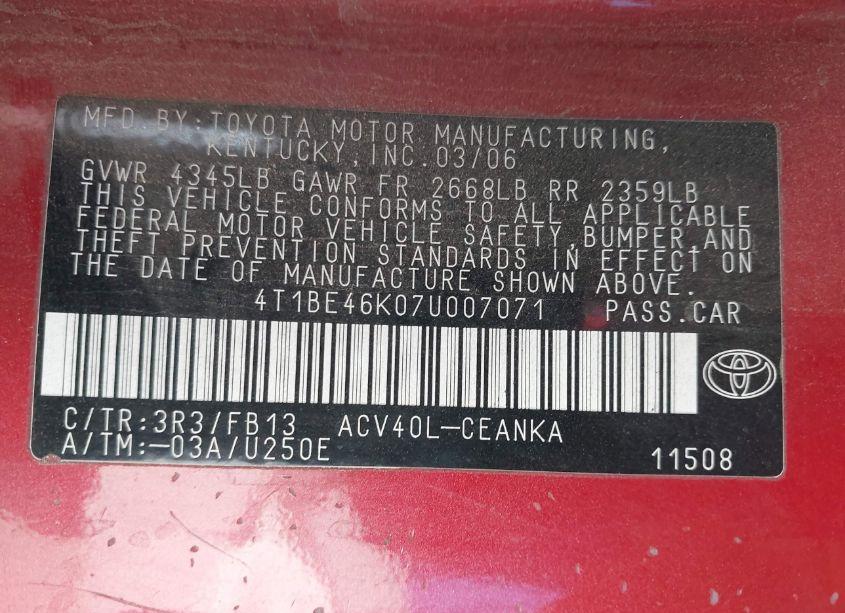 MFD.BY:TOYOTA MOTOR MANUFACTURING,
KENTUCKY,INC.03/06
GVWR 4345LB GAWR FR 2668LB RR 2359LB
THIS VEHICLE CONFORMS TO ALL APPLICABLE
FEDERAL MOTOR VEHICLE SAFETY,BUMPER,AND
THEFT PREVENTION STANDARDS IN EFFECT ON
THE DATE OF MANUFACTURE SHOWN ABOVE.
4T1BE46K07U007071 PASS.CAR
C/TR:3R3/FB13 ACV40L-CEANKA
A/TM:-03A/U250E 11508